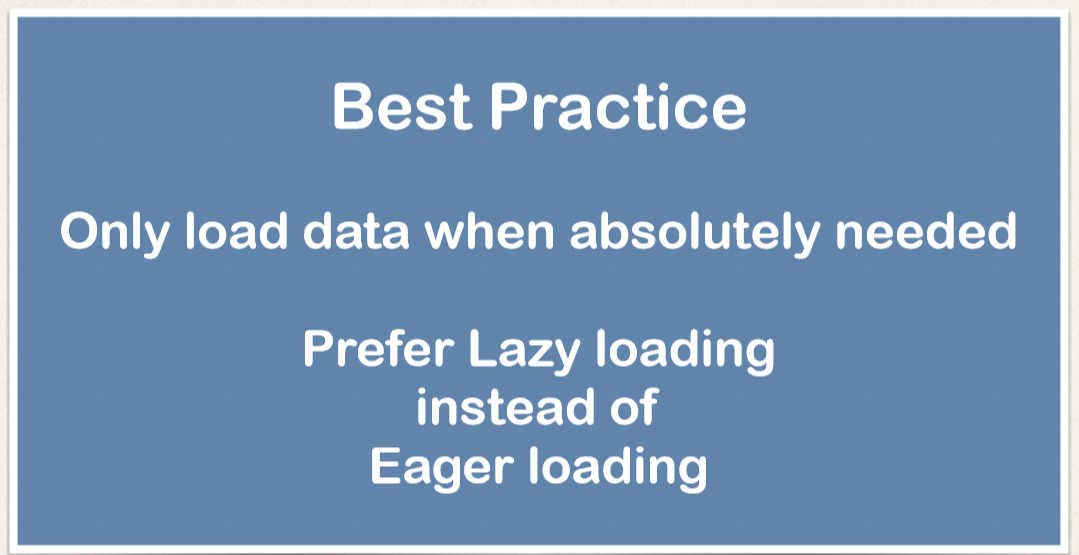 Best Practice
Only load data when absolutely needed
Prefer Lazy loading
instead of
Eager loading